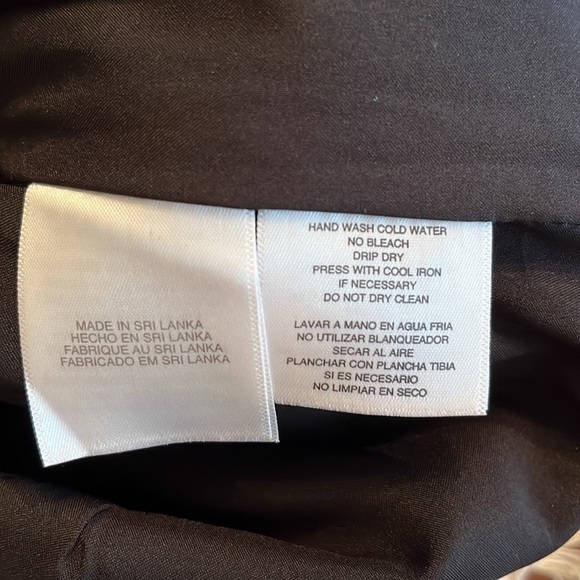 MADE IN SRI LANKA
HECHO EN SRI LANKA
FABRIQUE AU SRI LANKA
FABRICADO EM SRI LANKA
HAND WASH COLD WATER
NO BLEACH
DRIP DRY
PRESS WITH COOL IRON
IF NECESSARY
DO NOT DRY CLEAN
LAVAR A MANO EN AGUA FRIA
NO UTILIZAR BLANQUEADOR
SECAR AL AIRE
PLANCHAR CON PLANCHA TIBIA
SI ES NECESARIO
NO LIMPIAR EN SECO